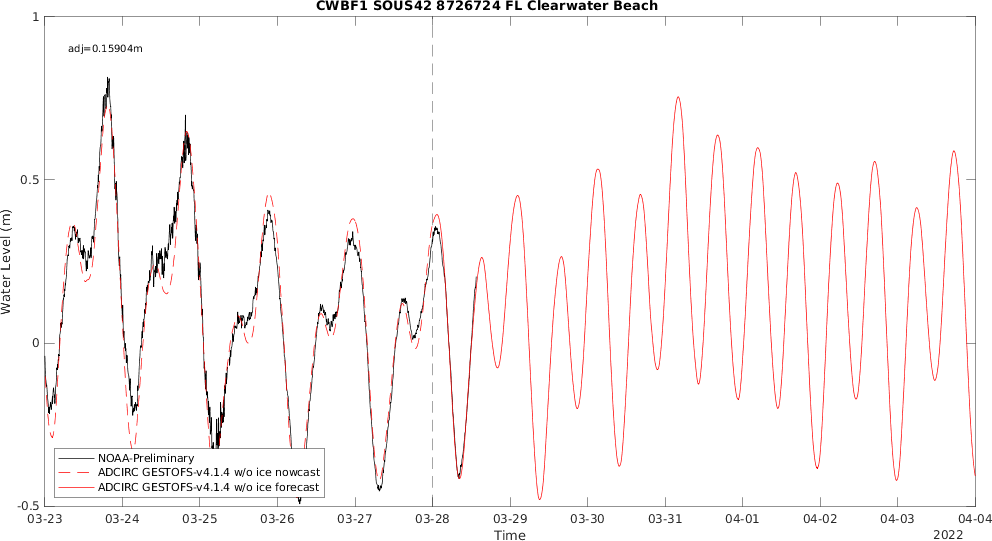 CWBF1 SOUS42 8726724 FL Clearwater Beach
adj=0.15904m
Water Level (m)
1
0.5
0
-0.5
NOAA-Preliminary
ADCIRC GESTOFS-v4.1.4 w/o ice nowcast
ADCIRC GESTOFS-v4.1.4 w/o ice forecast
03-23 03-24 03-25 03-26 03-27 03-28 03-29 03-30 03-31 04-01 04-02 04-03 04-04
Time
2022